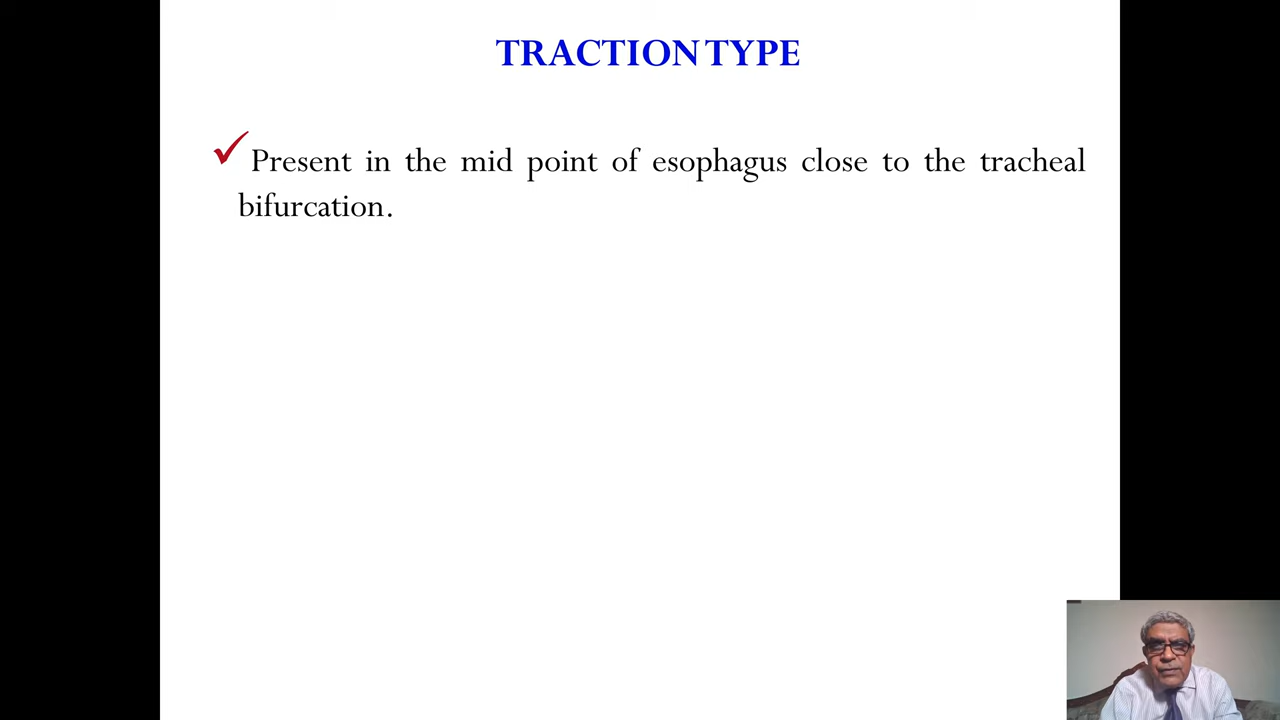 TRACTION TYPE
✓Present in the mid point of esophagus close to the tracheal
bifurcation.